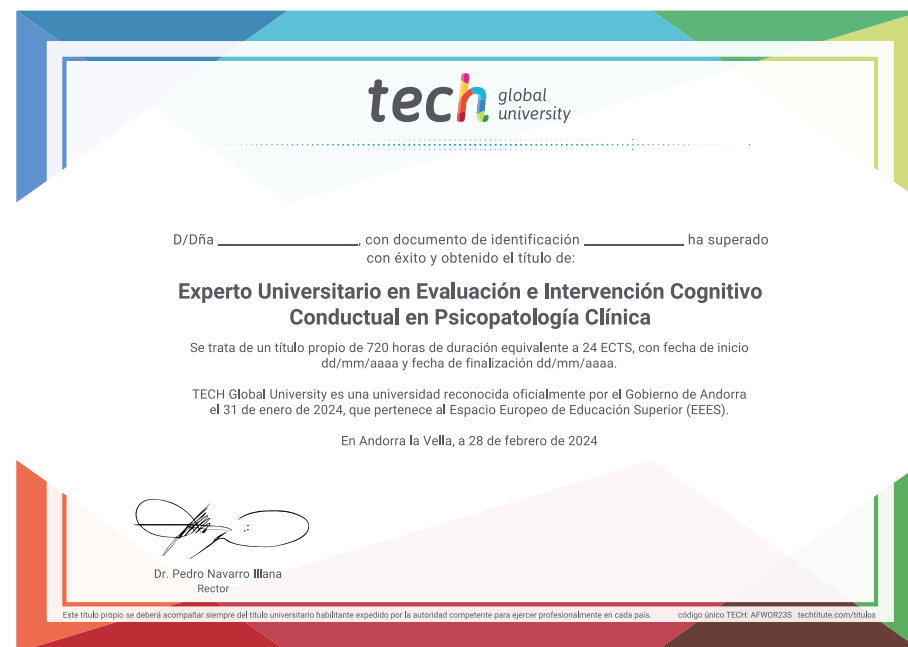 tech global university
D/Dña ____________, con documento de identificación ____________ ha superado
con éxito y obtenido el título de:
Experto Universitario en Evaluación e Intervención Cognitivo
Conductual en Psicopatología Clínica
Se trata de un título propio de 720 horas de duración equivalente a 24 ECTS, con fecha de inicio
dd/mm/aaaa y fecha de finalización dd/mm/aaaa.
TECH Global University es una universidad reconocida oficialmente por el Gobierno de Andorra
el 31 de enero de 2024, que pertenece al Espacio Europeo de Educación Superior (EEES).
En Andorra la Vella, a 28 de febrero de 2024
Dr. Pedro Navarro Illana
Rector
Este título propio se deberá acompañar siempre del título universitario habilitante expedido por la autoridad competente para ejercer profesionalmente en cada país. código único TECH: AFWOR23S techtitute.com/titulos